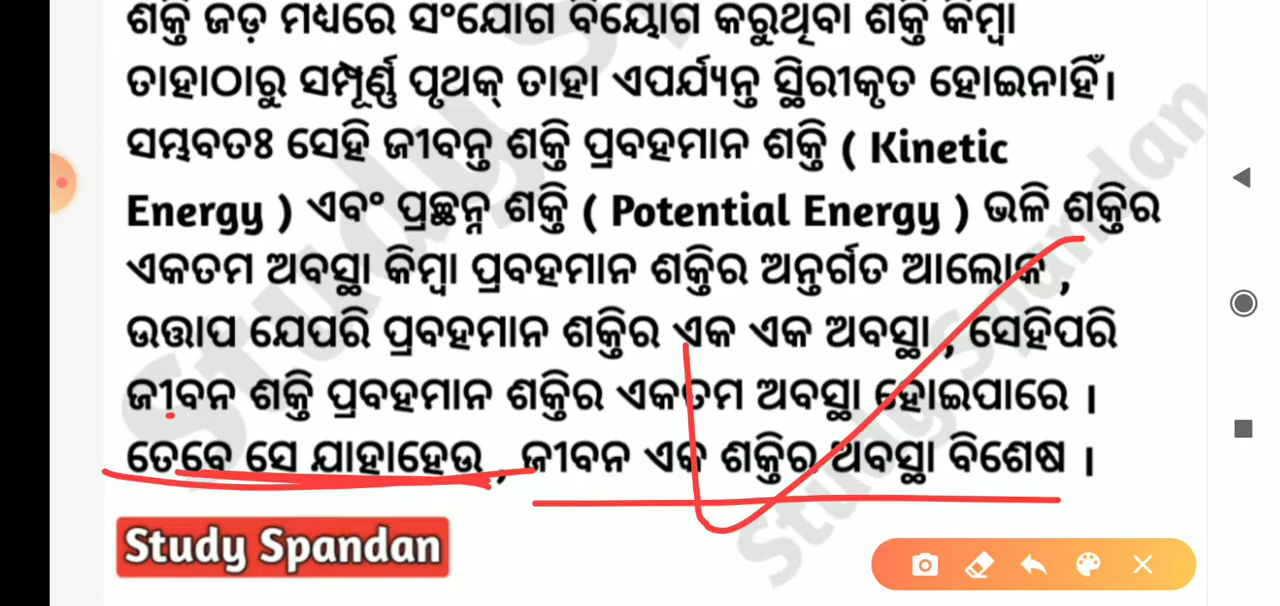 ଶକ୍ତି ଜଡ଼ ମଧ୍ୟରେ ସଂଯୋଗ ବିୟୋଗ କରୁଥିବା ଶକ୍ତି କିମ୍ବା
ତାହାଠାରୁ ସମ୍ପୂର୍ଣ୍ଣ ପୃଥକ୍ ତାହା ଏପର୍ଯ୍ୟନ୍ତ ସ୍ଥିରୀକୃତ ହୋଇନାହିଁ।
ସମ୍ଭବତଃ ସେହି ଜୀବନ୍ତ ଶକ୍ତି ପ୍ରବହମାନ ଶକ୍ତି ( Kinetic
Energy ) ଏବଂ ପ୍ରଚ୍ଛନ୍ନ ଶକ୍ତି ( Potential Energy ) ଭଳି ଶକ୍ତିର
ଏକତମ ଅବସ୍ଥା କିମ୍ବା ପ୍ରବହମାନ ଶକ୍ତିର ଅନ୍ତର୍ଗତ ଆଲୋକ ,
ଉତ୍ତାପ ଯେପରି ପ୍ରବହମାନ ଶକ୍ତିର ଏକ ଏକ ଅବସ୍ଥା , ସେହିପରି
ଜୀବନ ଶକ୍ତି ପ୍ରବହମାନ ଶକ୍ତିର ଏକତମ ଅବସ୍ଥା ହୋଇପାରେ ।
ତେବେ ସେ ଯାହାହେଉ , ଜୀବନ ଏକ ଶକ୍ତିର ଅବସ୍ଥା ବିଶେଷ ।
Study Spandan
Study Spandan